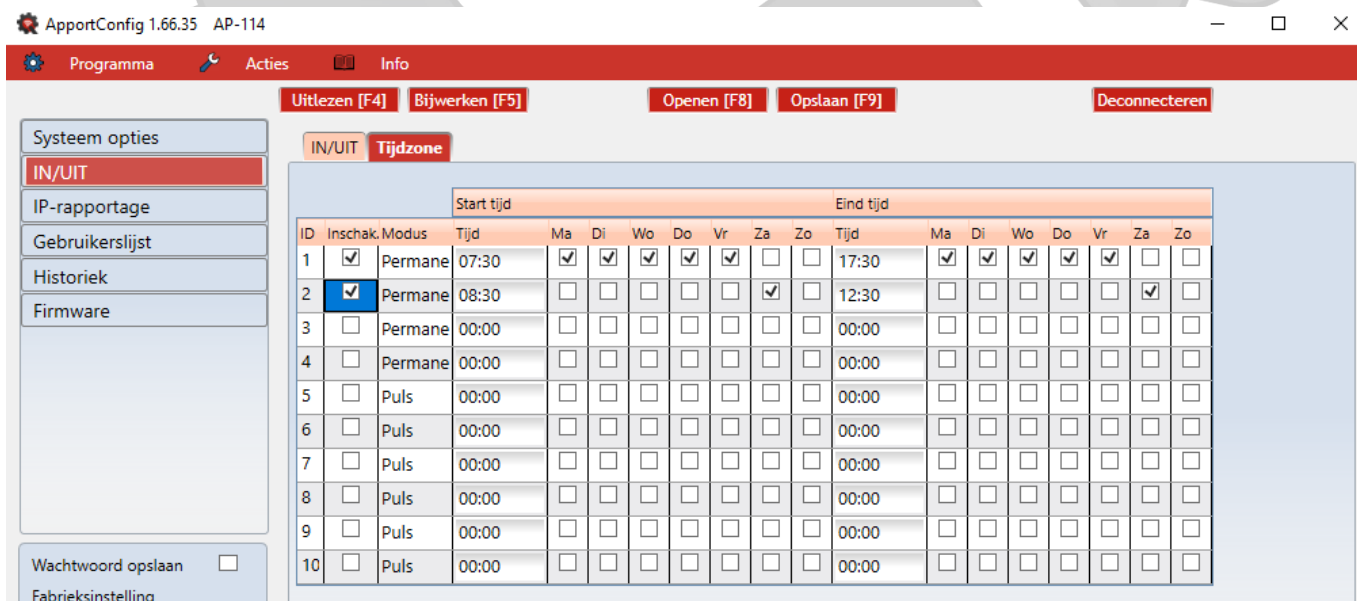 ApportConfig 1.66.35 AP-114
Programma Acties Info
Uitlezen [F4] Bijwerken [F5] Openen [F8] Opslaan [F9] Deconnecteren
Systeem opties
IN/UIT
IP-rapportage
Gebruikerslijst
Historiek
Firmware
IN/UIT Tijdzone
Start tijd Eind tijd
ID Inschak. Modus Tijd Ma Di Wo Do Vr Za Zo Tijd Ma Di Wo Do Vr Za Zo
1 Permane 07:30 17:30
2 Permane 08:30 12:30
3 Permane 00:00 00:00
4 Permane 00:00 00:00
5 Puls 00:00 00:00
6 Puls 00:00 00:00
7 Puls 00:00 00:00
8 Puls 00:00 00:00
9 Puls 00:00 00:00
10 Puls 00:00 00:00
Wachtwoord opslaan
Fabrieksinstelling